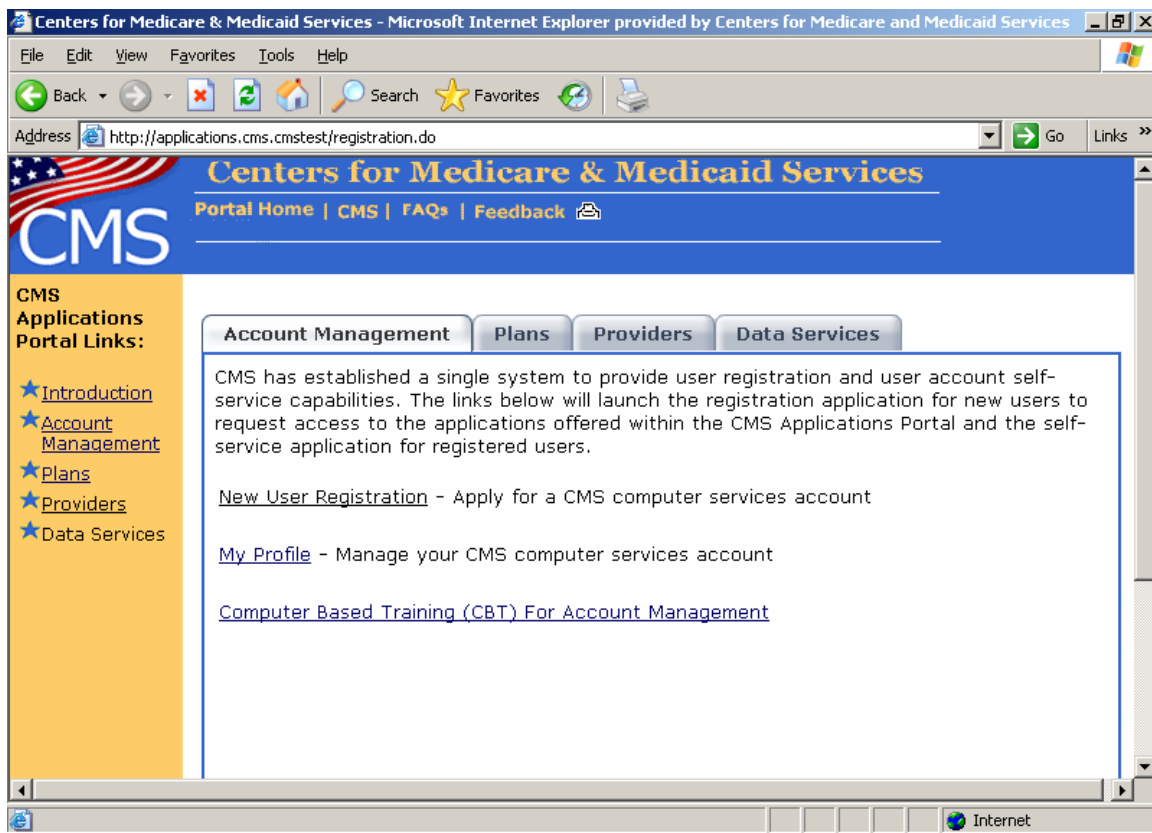 Centers for Medicare & Medicaid Services - Microsoft Internet Explorer provided by Centers for Medicare and Medicaid Services
File Edit View Favorites Tools Help
Back Search Favorites
Address http://applications.cms.cmstest/registration.do Go Links »
CMS
Centers for Medicare & Medicaid Services
Portal Home | CMS | FAQs | Feedback
CMS
Applications
Portal Links:
Introduction
Account
Management
Plans
Providers
Data Services
Account Management Plans Providers Data Services
CMS has established a single system to provide user registration and user account self-
service capabilities. The links below will launch the registration application for new users to
request access to the applications offered within the CMS Applications Portal and the self-
service application for registered users.
New User Registration - Apply for a CMS computer services account
My Profile - Manage your CMS computer services account
Computer Based Training (CBT) For Account Management
Internet